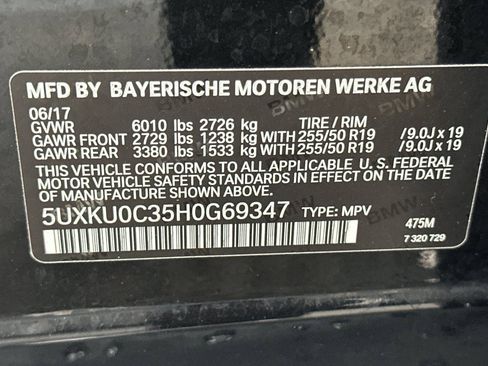 MFD BY BAYERISCHE MOTOREN WERKE AG
06/17
GVWR 6010 lbs 2726 kg TIRE / RIM
GAWR FRONT 2729 lbs 1238 kg WITH 255/50 R19 /9.0J x 19
GAWR REAR 3380 lbs 1533 kg WITH 255/50 R19 /9.0J x 19
THIS VEHICLE CONFORMS TO ALL APPLICABLE U. S. FEDERAL
MOTOR VEHICLE SAFETY STANDARDS IN EFFECT ON THE DATE
OF MANUFACTURE SHOWN ABOVE.
5UXKU0C35H0G69347 TYPE: MPV
475M
7 320 729